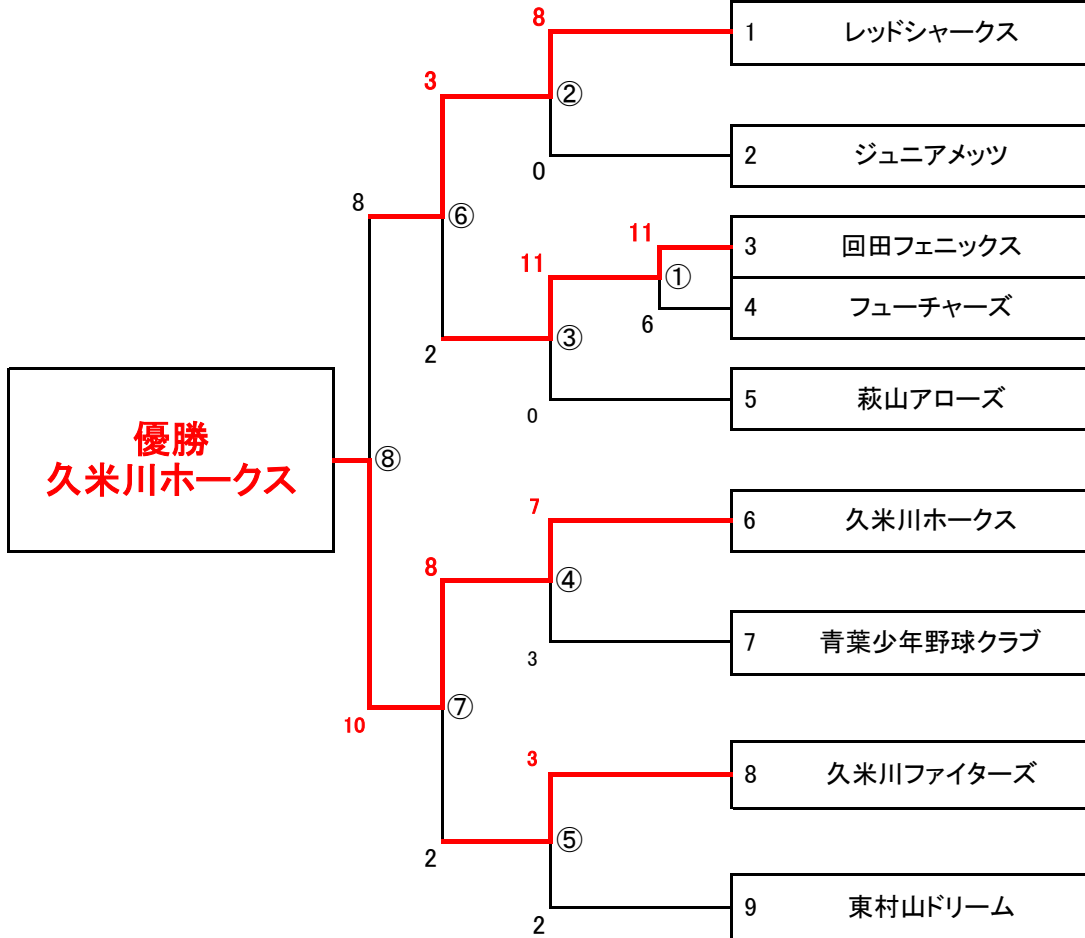 8
1 レッドシャークス
3
②
2 ジュニアメッツ
0
8
⑥
11
3 回田フェニックス
11
①
4 フューチャーズ
6
2
③
5 萩山アローズ
0
優勝
久米川ホークス
⑧
7
6 久米川ホークス
8
④
7 青葉少年野球クラブ
3
10
⑦
3
8 久米川ファイターズ
2
⑤
9 東村山ドリーム
2